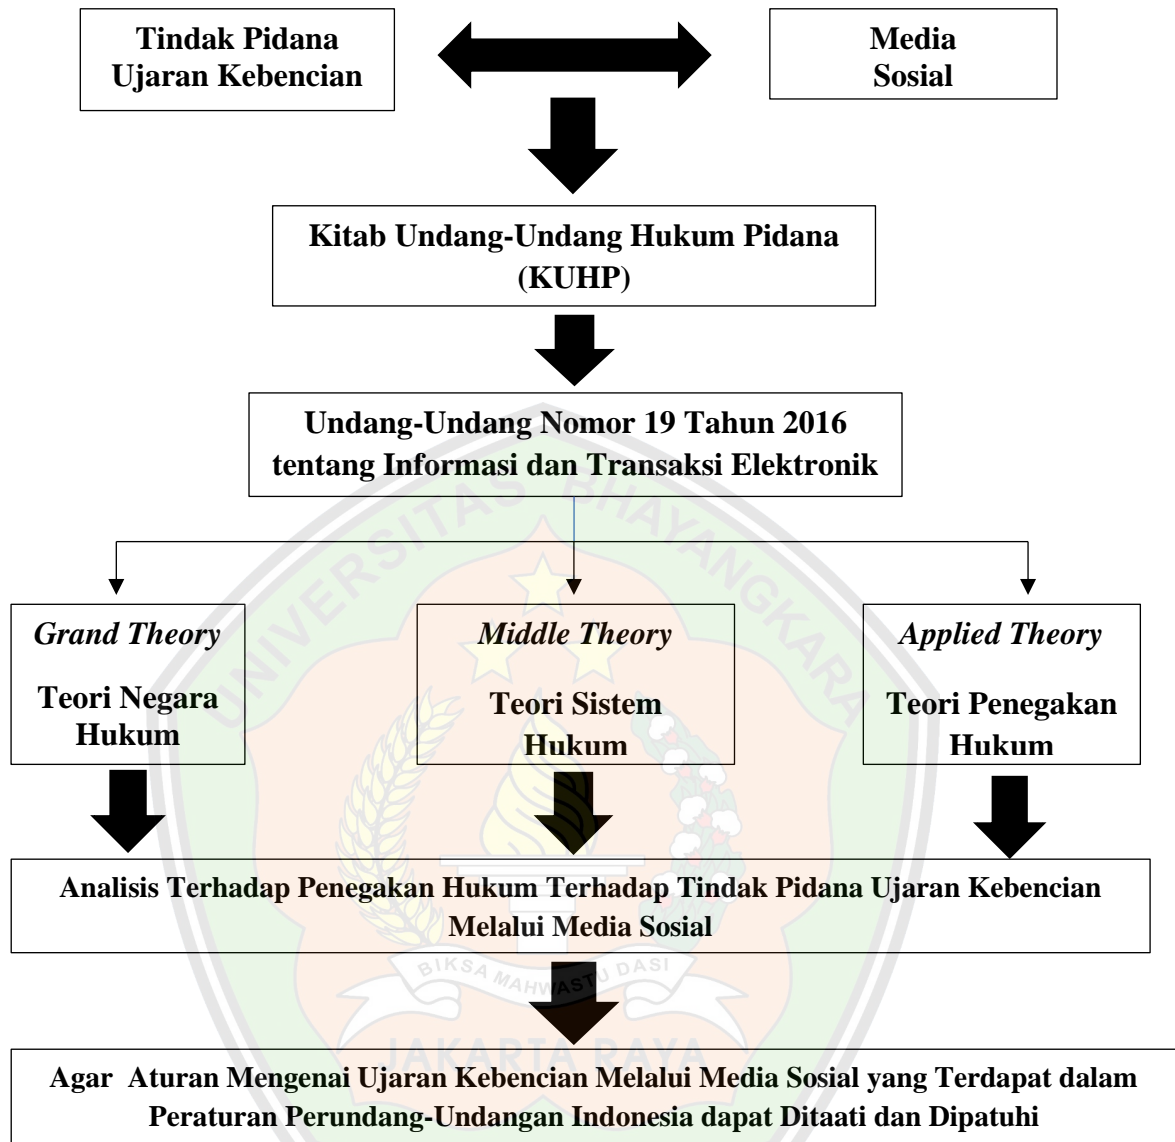 Tindak Pidana
Ujaran Kebencian
Media
Sosial
Kitab Undang-Undang Hukum Pidana
(KUHP)
Undang-Undang Nomor 19 Tahun 2016
tentang Informasi dan Transaksi Elektronik
UNIVERSITAS BHAYANGKARA
Grand Theory
Teori Negara
Hukum
Middle Theory
Teori Sistem
Hukum
Applied Theory
Teori Penegakan
Hukum
Analisis Terhadap Penegakan Hukum Terhadap Tindak Pidana Ujaran Kebencian
Melalui Media Sosial
BIKSA MAHWASTU DASI
JAKARTA RAYA
Agar Aturan Mengenai Ujaran Kebencian Melalui Media Sosial yang Terdapat dalam
Peraturan Perundang-Undangan Indonesia dapat Ditaati dan Dipatuhi